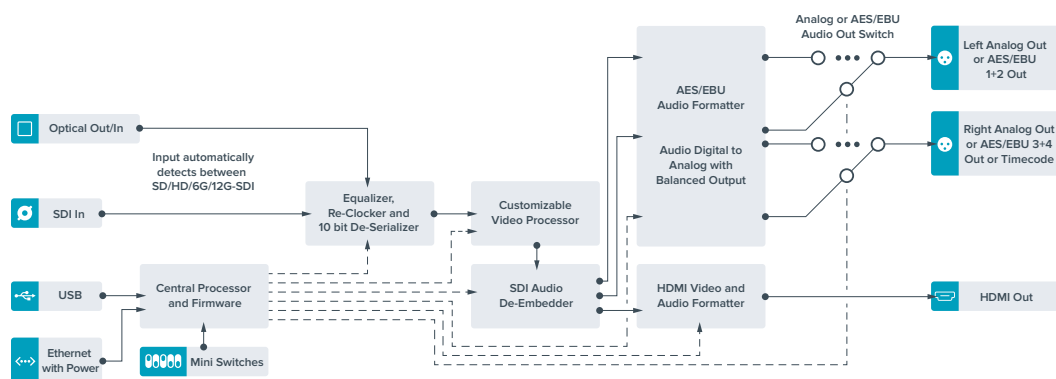 Analog or AES/EBU
Audio Out Switch
Left Analog Out
or AES/EBU
1+2 Out
AES/EBU
Audio Formatter
Optical Out/In
Right Analog Out
or AES/EBU 3+4
Out or Timecode
Input automatically
detects between
SD/HD/6G/12G-SDI
Audio Digital to
Analog with
Balanced Output
SDI In
Equalizer,
Re-Clocker and
10 bit De-Serializer
Customizable
Video Processor
USB
Central Processor
and Firmware
SDI Audio
De-Embedder
HDMI Video and
Audio Formatter
HDMI Out
Ethernet
with Power
Mini Switches